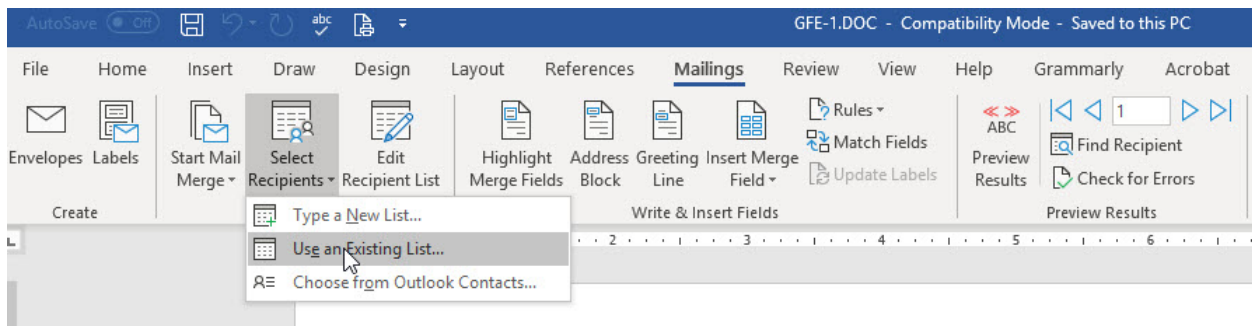 AutoSave Off abc GFE-1.DOC - Compatibility Mode - Saved to this PC
File Home Insert Draw Design Layout References Mailings Review View Help Grammarly Acrobat
Envelopes Labels Start Mail Merge Select Recipients Edit Recipient List Highlight Merge Fields Address Block Greeting Line Insert Merge Field
Rules
Match Fields
Update Labels
ABC
Preview Results
1
Find Recipient
Check for Errors
Create Write & Insert Fields Preview Results
Type a New List...
Use an Existing List...
Choose from Outlook Contacts...
2 3 4 5 6